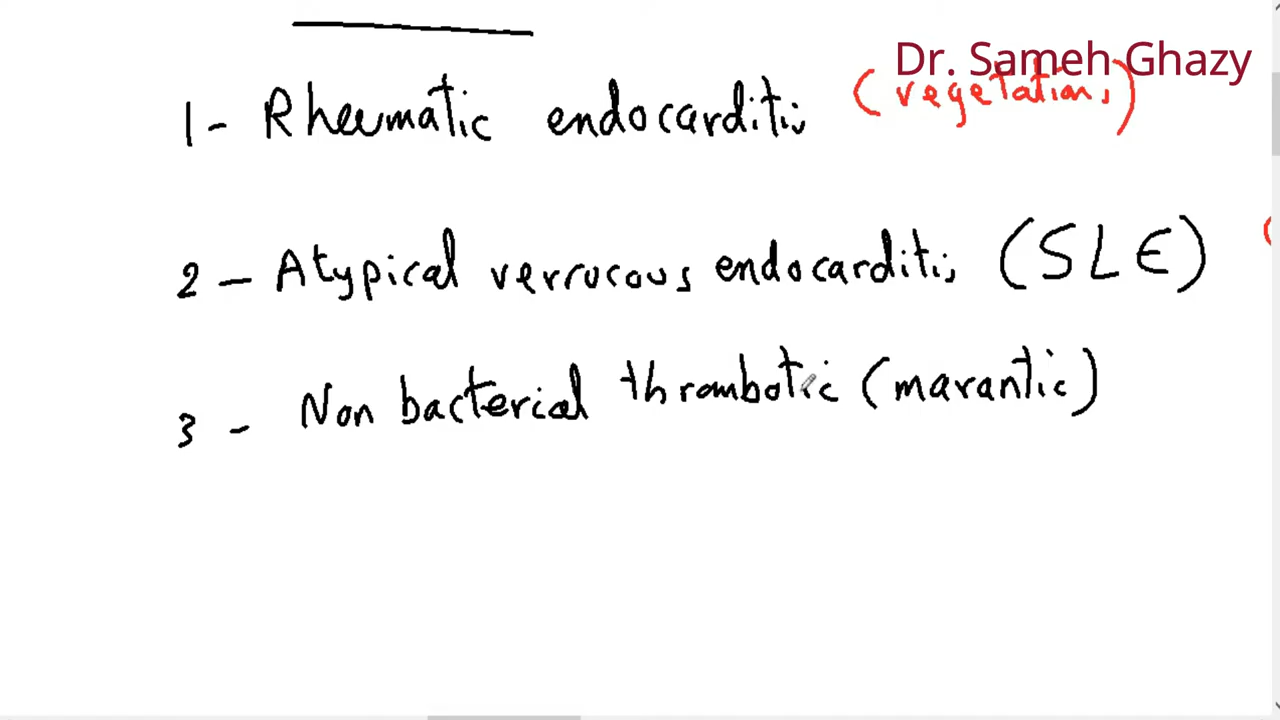 Dr. Sameh Ghazy
1- Rheumatic endocarditis (vegetations)
2 - Atypical verrucous endocarditis (SLE) (
3 - Non bacterial thrombotic (marantic)